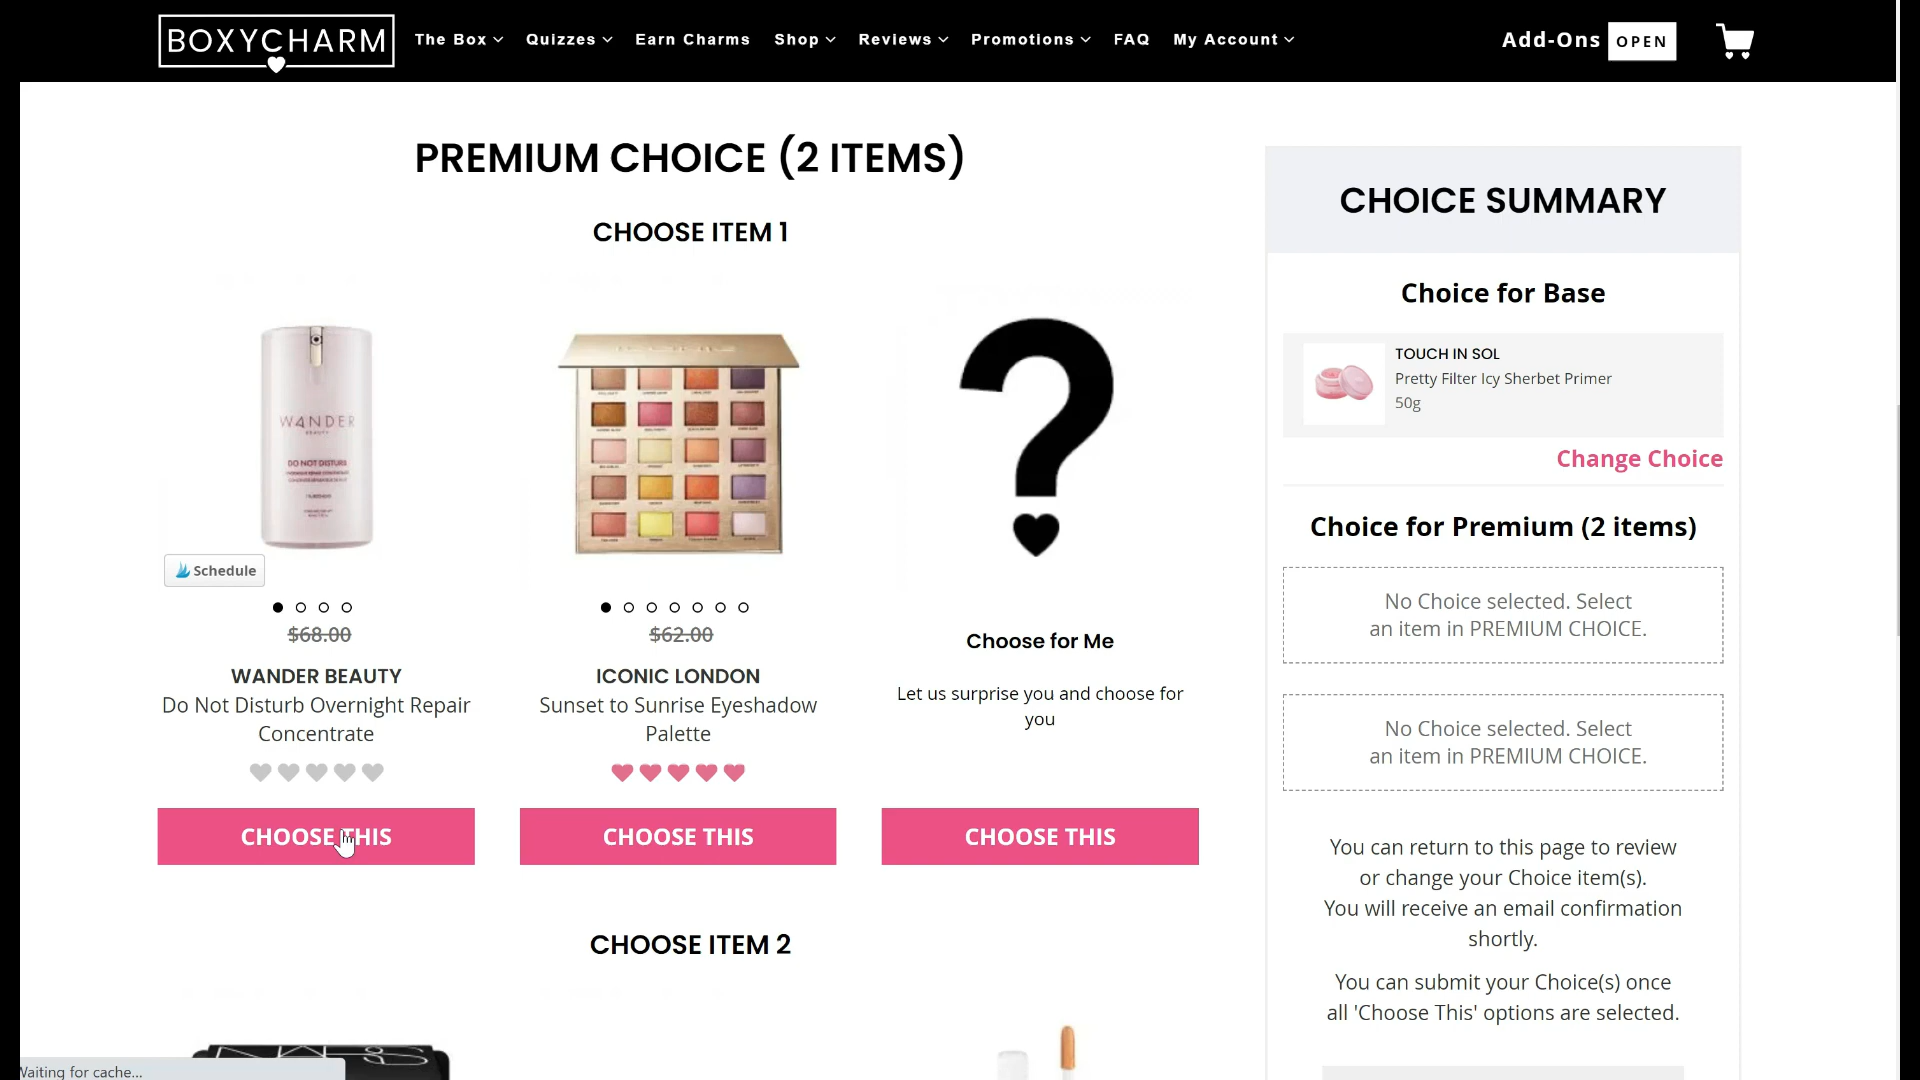 BOXYCHARM
The Box
Quizzes
Earn Charms
Shop
Reviews
Promotions
FAQ
My Account
Add-Ons
OPEN
PREMIUM CHOICE (2 ITEMS)
CHOOSE ITEM 1
WANDER
BEAUTY
DO NOT DISTURB
Schedule
$68.00
WANDER BEAUTY
Do Not Disturb Overnight Repair
Concentrate
CHOOSE THIS
$62.00
ICONIC LONDON
Sunset to Sunrise Eyeshadow
Palette
CHOOSE THIS
Choose for Me
Let us surprise you and choose for
you
CHOOSE THIS
CHOOSE ITEM 2
CHOICE SUMMARY
Choice for Base
TOUCH IN SOL
Pretty Filter Icy Sherbet Primer
50g
Change Choice
Choice for Premium (2 items)
No Choice selected. Select
an item in PREMIUM CHOICE.
No Choice selected. Select
an item in PREMIUM CHOICE.
You can return to this page to review
or change your Choice item(s).
You will receive an email confirmation
shortly.
You can submit your Choice(s) once
all 'Choose This' options are selected.
Waiting for cache...